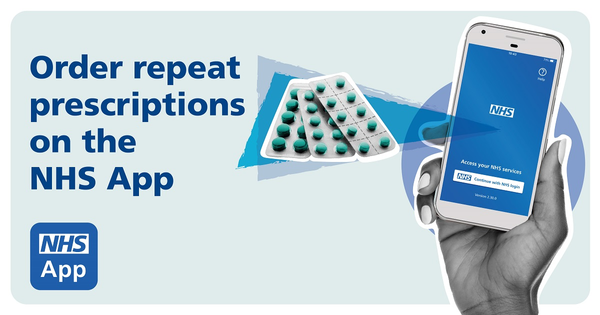 Order repeat
prescriptions
on the
NHS App
NHS
App
help
NHS
Access your NHS services
NHS Continue with NHS login